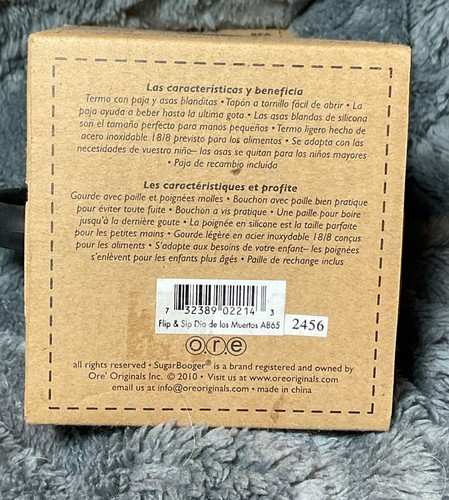 Las características y beneficia
Termo con paja y asas blanditas • Tapón a tornillo fácil de abrir • La
paja ayudo a beber hasta la ultima gota • Las asas blandas de silicona
son el tamaño perfecto para manos pequeños • Termo ligero hecho de
acero inoxidable 18/8 previsto para los alimentos • Se adapta con las
necesidades de vuestro niño– las asas se quitan para los niños mayores
• Paja de recambio incluida
Les caractéristiques et profite
Gourde avec paille et poignées molles • Bouchon avec paille bien pratique
pour éviter toute fuite • Bouchon a vis pratique • Une paille pour boire
jusqu'à la dernière goute • La poignée en silicone est la taille parfaite
pour les petites mains • Gourde légère en acier inoxydable 18/8 conçus
pour les aliments • S'adapte aux besoins de votre enfant– les poignées
s'enlèvent pour les enfants plus âgés • Paille de rechange inclus
7 32389 02214 3
Flip & Sip Dia de los Muertos A865
2456
ore
all rights reserved • SugarBooger® is a brand registered and owned by
Ore' Originals Inc. © 2010 • Visit us at www.oreoriginals.com
email us at info@oreoriginals.com • made in china